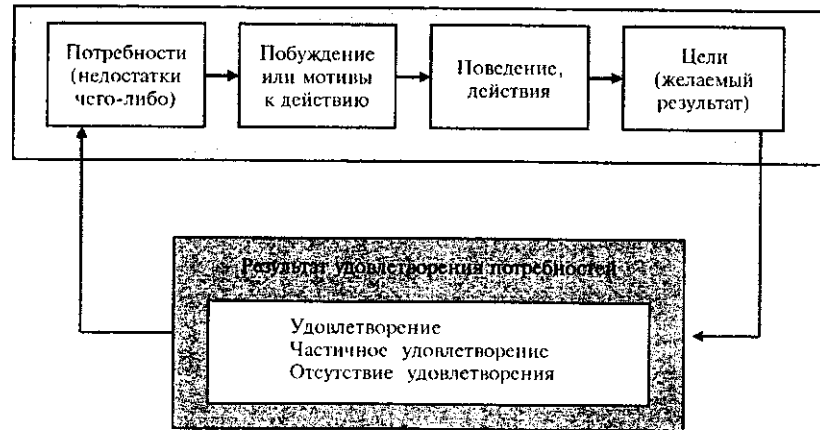 Потребности
(недостатки
чего-либо)
Побуждение
или мотивы
к действию
Поведение,
действия
Цели
(желаемый
результат)
Результат удовлетворения потребностей
Удовлетворение
Частичное удовлетворение
Отсутствие удовлетворения